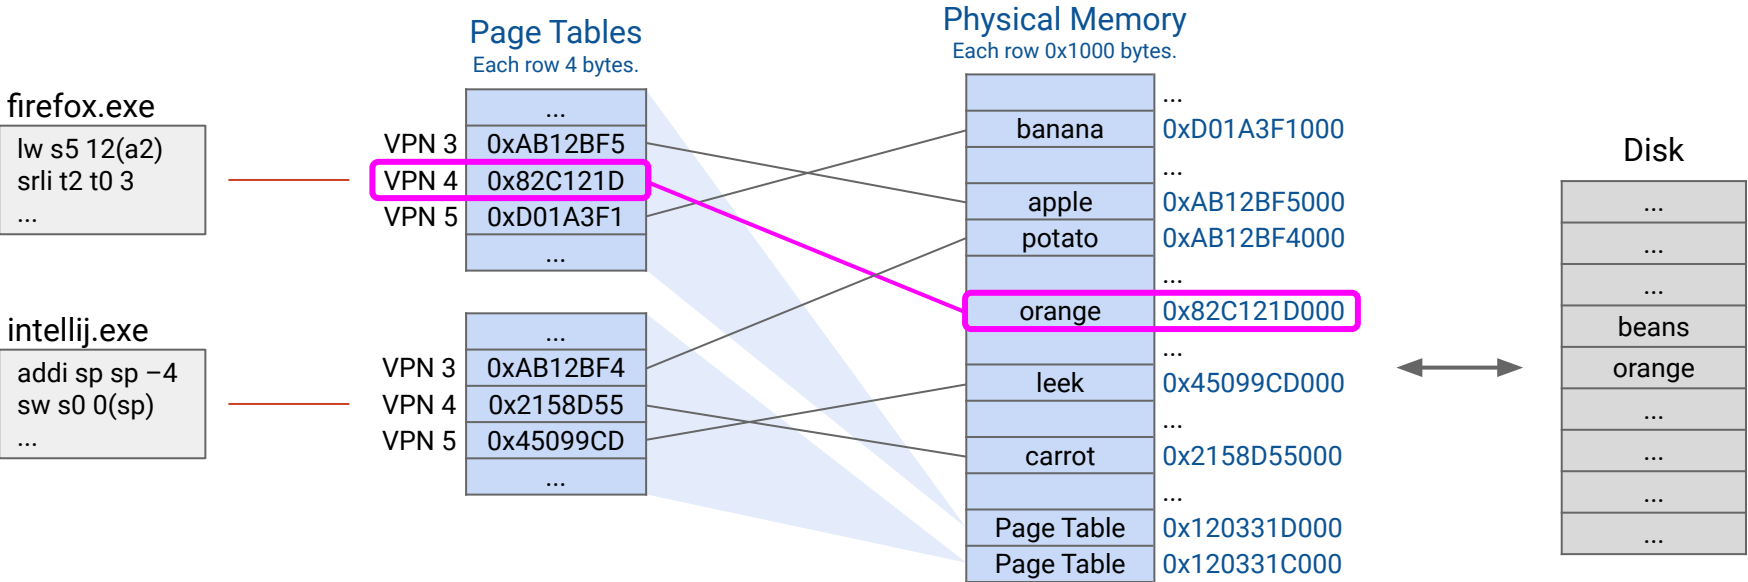 Page Tables
Each row 4 bytes.
Physical Memory
Each row 0x1000 bytes.
firefox.exe
lw s5 12(a2)
srli t2 t0 3
...
...
VPN 3 0xAB12BF5
VPN 4 0x82C121D
VPN 5 0xD01A3F1
...
intellij.exe
addi sp sp –4
sw s0 0(sp)
...
...
VPN 3 0xAB12BF4
VPN 4 0x2158D55
VPN 5 0x45099CD
...
...
banana 0xD01A3F1000
...
apple 0xAB12BF5000
potato 0xAB12BF4000
...
orange 0x82C121D000
...
leek 0x45099CD000
...
carrot 0x2158D55000
...
Page Table 0x120331D000
Page Table 0x120331C000
Disk
...
...
...
beans
orange
...
...
...
...